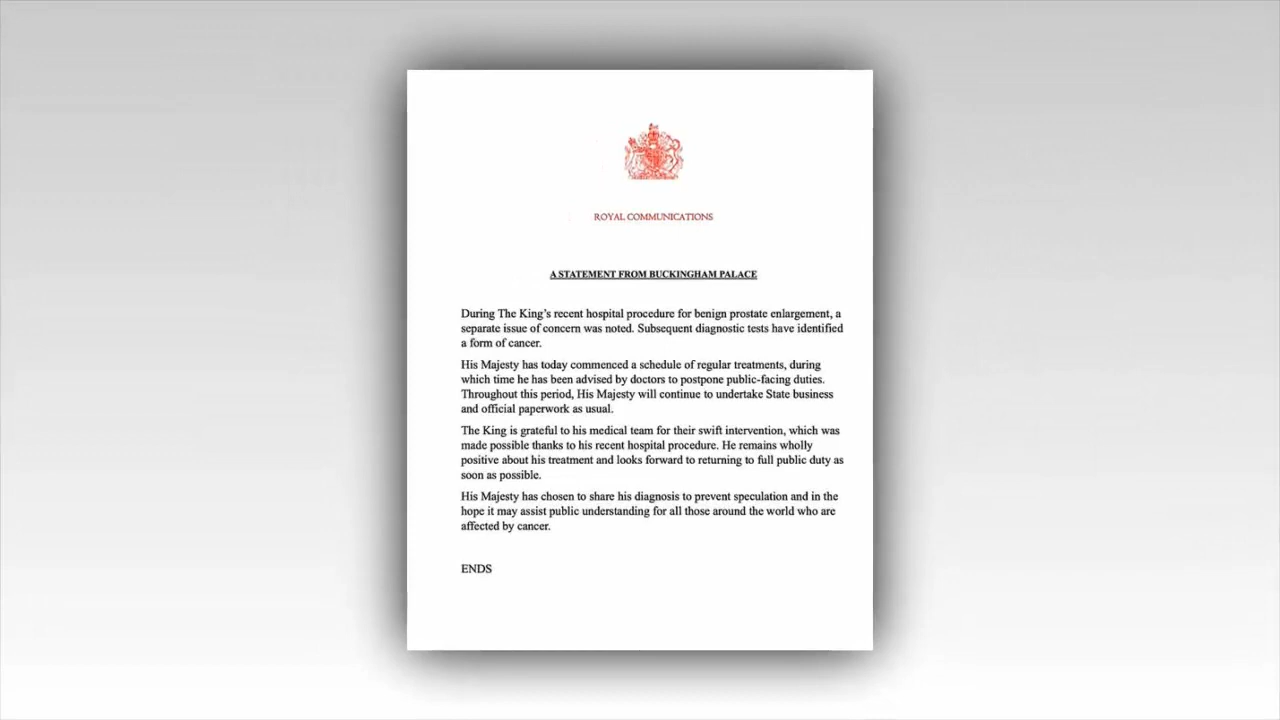 ROYAL COMMUNICATIONS
A STATEMENT FROM BUCKINGHAM PALACE
During The King's recent hospital procedure for benign prostate enlargement, a
separate issue of concern was noted. Subsequent diagnostic tests have identified
a form of cancer.
His Majesty has today commenced a schedule of regular treatments, during
which time he has been advised by doctors to postpone public-facing duties.
Throughout this period, His Majesty will continue to undertake State business
and official paperwork as usual.
The King is grateful to his medical team for their swift intervention, which was
made possible thanks to his recent hospital procedure. He remains wholly
positive about his treatment and looks forward to returning to full public duty as
soon as possible.
His Majesty has chosen to share his diagnosis to prevent speculation and in the
hope it may assist public understanding for all those around the world who are
affected by cancer.
ENDS